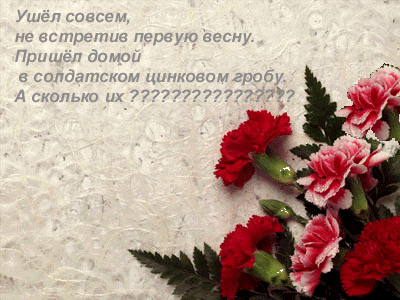 Ушёл совсем,
не встретив первую весну.
Пришёл домой
в солдатском цинковом гробу.
А сколько их ????????????????